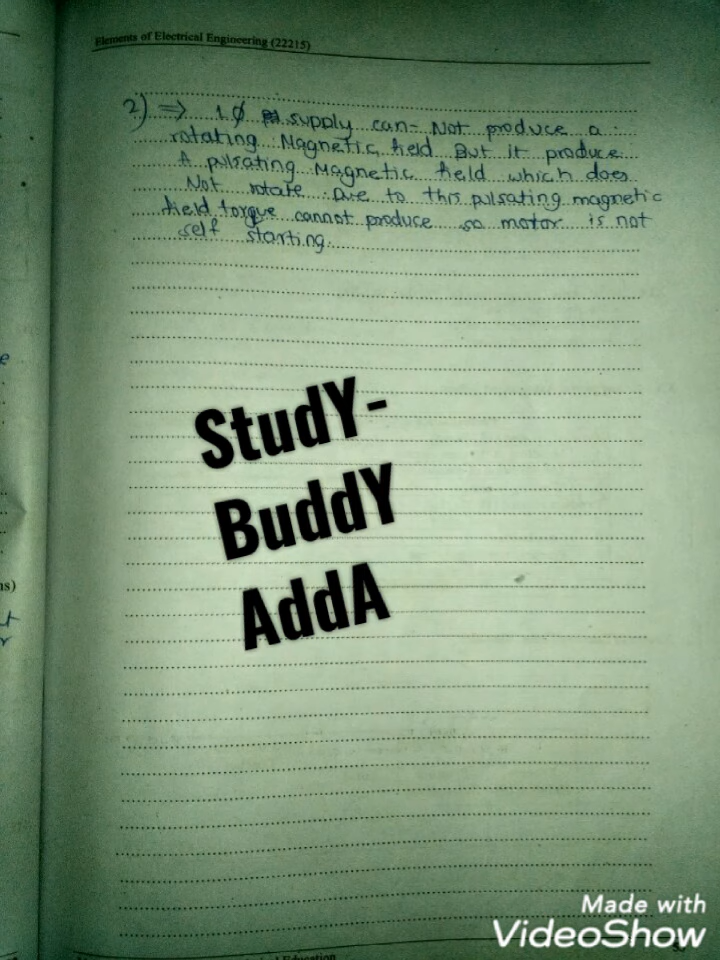 Elements of Electrical Engineering (22215)
2) ⇒ 1 Ø supply can- Not produce a
rotating Magnetic field But it produce
A pulsating Magnetic field which does
Not rotate Due to this pulsating magnetic
field torque cannot produce so motor is not
self starting.
e
ns)
StudY-
BuddY
AddA
Made with
VideoShow
Education